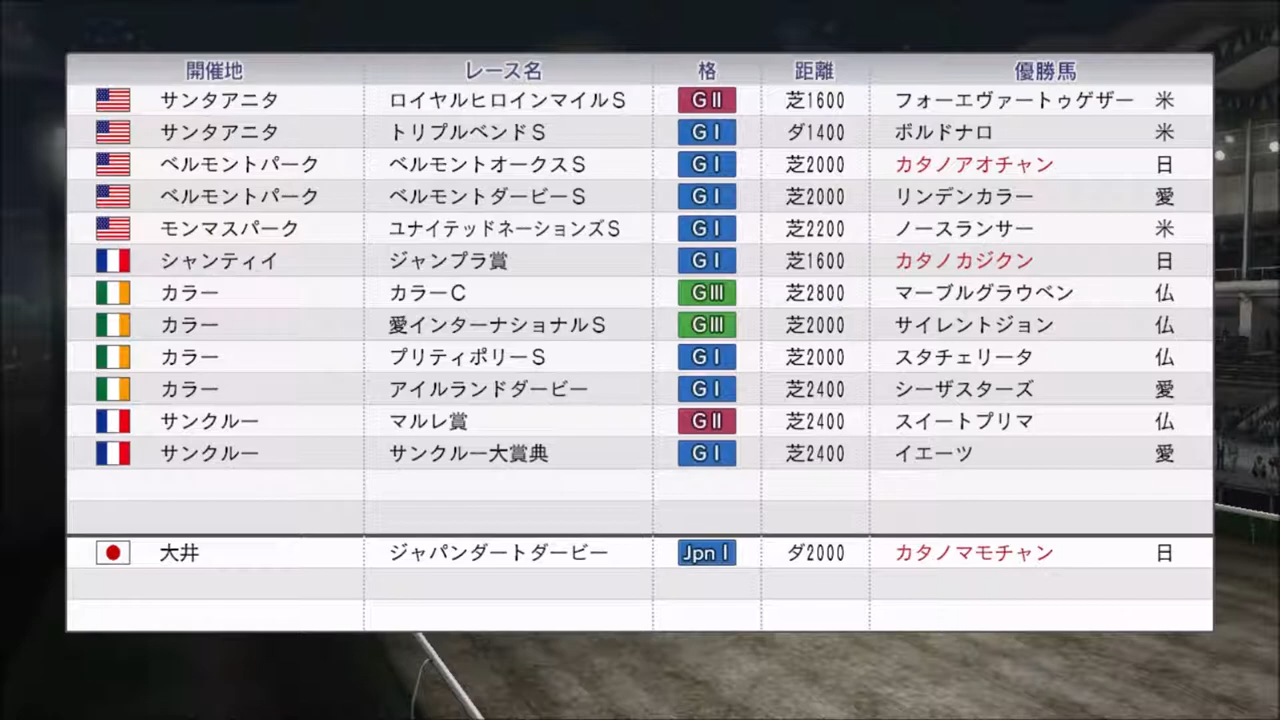 開催地 レース名 格 距離 優勝馬
サンタアニタ ロイヤルヒロインマイルS GⅡ 芝1600 フォーエヴァートゥゲザー 米
サンタアニタ トリプルベンドS GⅠ ダ1400 ボルドナロ 米
ベルモントパーク ベルモントオークスS GⅠ 芝2000 カタノアオチャン 日
ベルモントパーク ベルモントダービーS GⅠ 芝2000 リンデンカラー 愛
モンマスパーク ユナイテッドネーションズS GⅠ 芝2200 ノースランサー 米
シャンティイ ジャンプラ賞 GⅠ 芝1600 カタノカジクン 日
カラー カラーC GⅢ 芝2800 マーブルグラウベン 仏
カラー 愛インターナショナルS GⅢ 芝2000 サイレントジョン 仏
カラー プリティポリーS GⅠ 芝2000 スタチェリータ 仏
カラー アイルランドダービー GⅠ 芝2400 シーザスターズ 愛
サンクルー マルレ賞 GⅡ 芝2400 スイートプリマ 仏
サンクルー サンクルー大賞典 GⅠ 芝2400 イエーツ 愛
大井 ジャパンダートダービー JpnⅠ ダ2000 カタノマモチャン 日